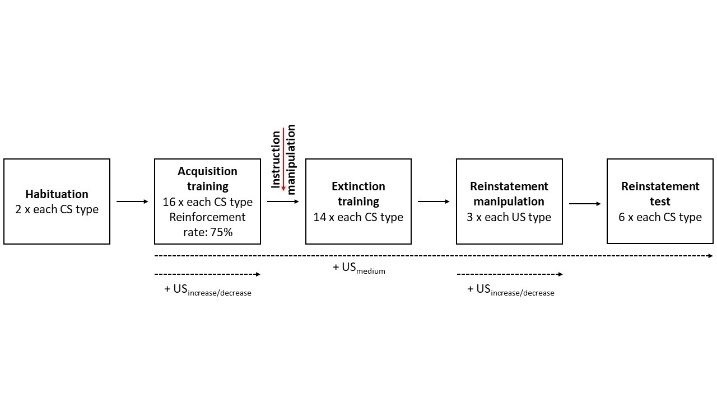 Habituation
2 x each CS type
Acquisition
training
16 x each CS type
Reinforcement
rate: 75%
Instruction
manipulation
Extinction
training
14 x each CS type
Reinstatement
manipulation
3 x each US type
Reinstatement
test
6 x each CS type
+ USmedium
+ USincrease/decrease
+ USincrease/decrease